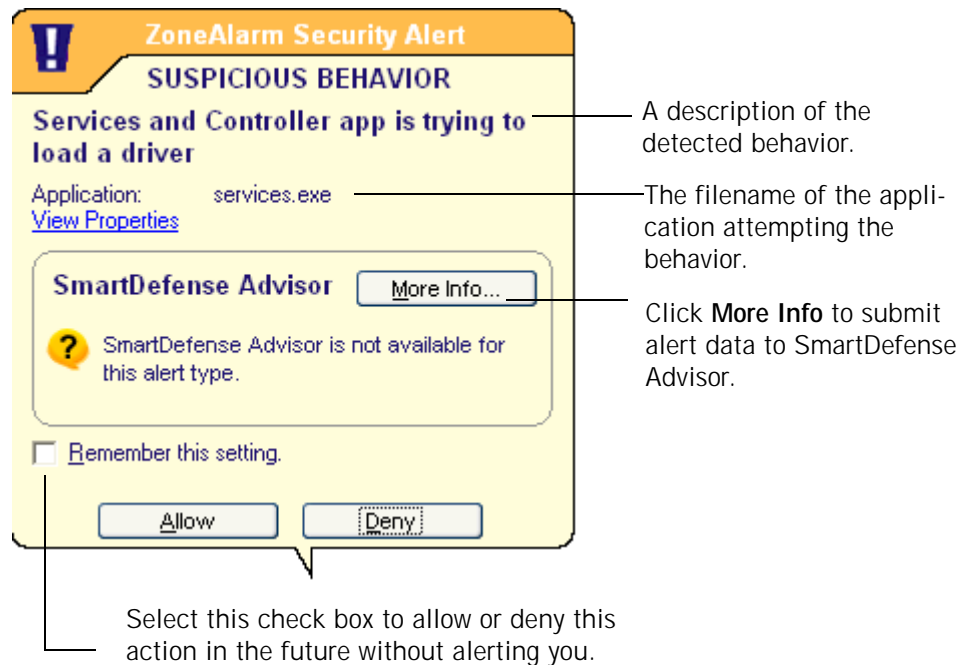 ZoneAlarm Security Alert
SUSPICIOUS BEHAVIOR
Services and Controller app is trying to
load a driver
Application: services.exe
View Properties
SmartDefense Advisor
More Info...
? SmartDefense Advisor is not available for
this alert type.
Remember this setting.
Allow
Deny
A description of the
detected behavior.
The filename of the appli-
cation attempting the
behavior.
Click More Info to submit
alert data to SmartDefense
Advisor.
Select this check box to allow or deny this
action in the future without alerting you.